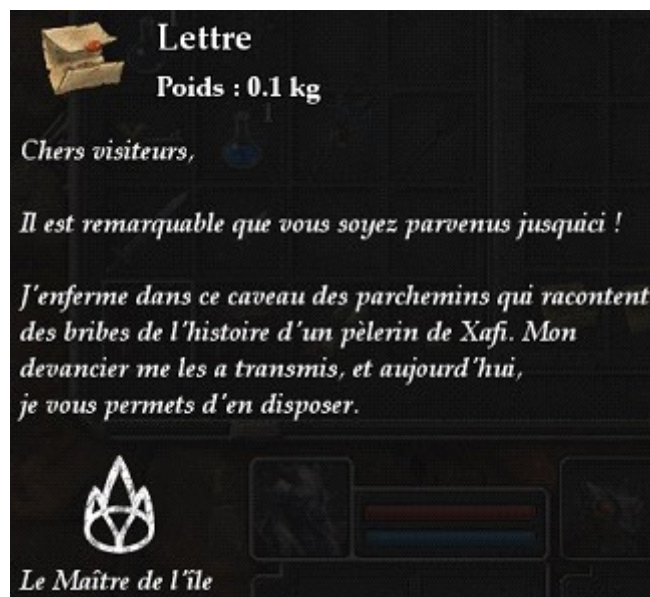 Lettre
Poids : 0.1 kg
Chers visiteurs,
Il est remarquable que vous soyez parvenus jusquici !
J'enferme dans ce caveau des parchemins qui racontent
des bribes de l'histoire d'un pèlerin de Xafi. Mon
devancier me les a transmis, et aujourd'hui,
je vous permets d'en disposer.
Le Maître de l'île